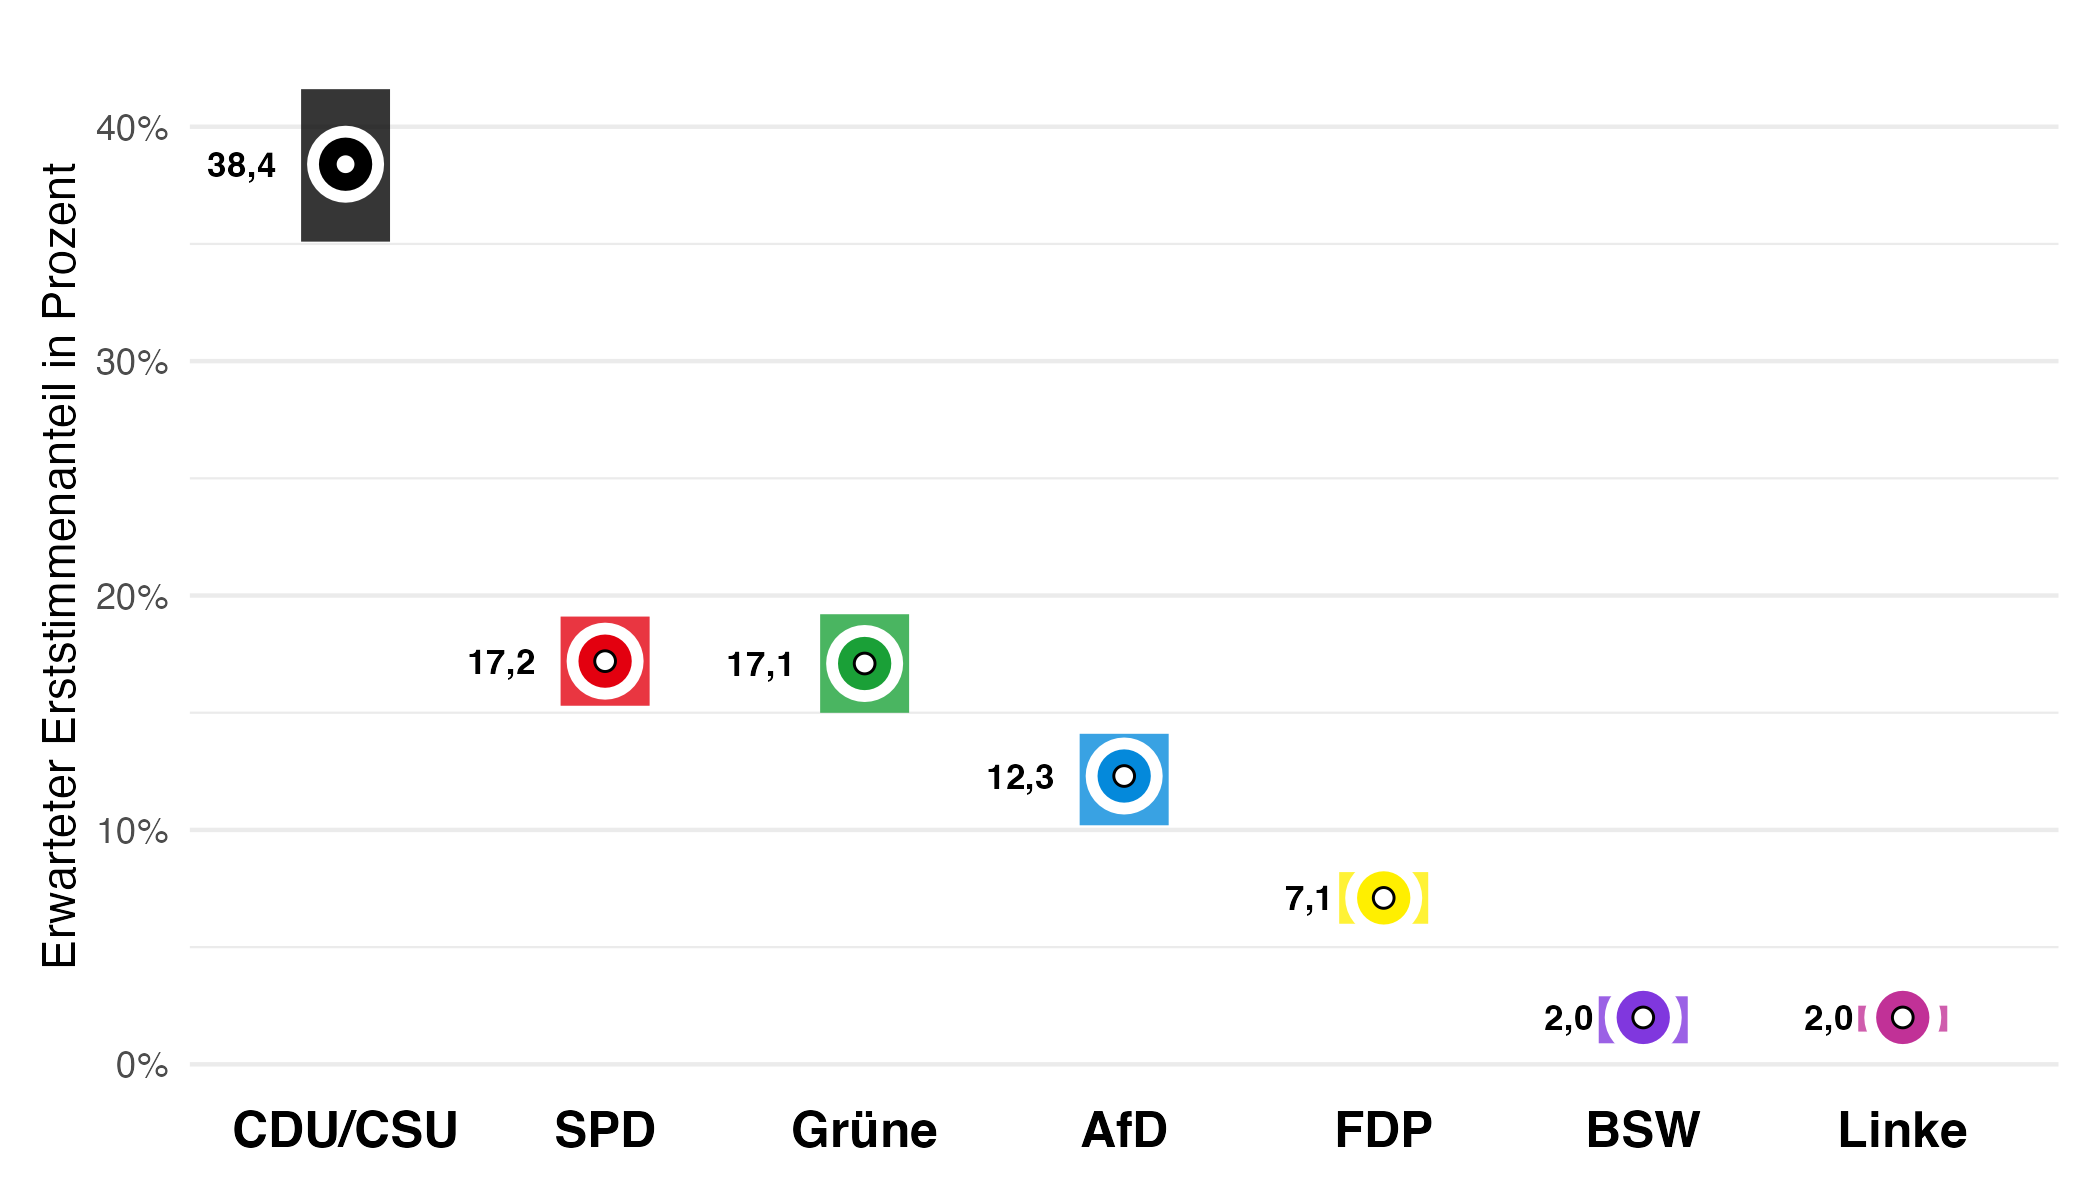 Erwarteter Erststimmenanteil in Prozent
40%
30%
20%
10%
0%
38,4
17,2
17,1
12,3
7,1
2,0
2,0
CDU/CSU
SPD
Grüne
AfD
FDP
BSW
Linke